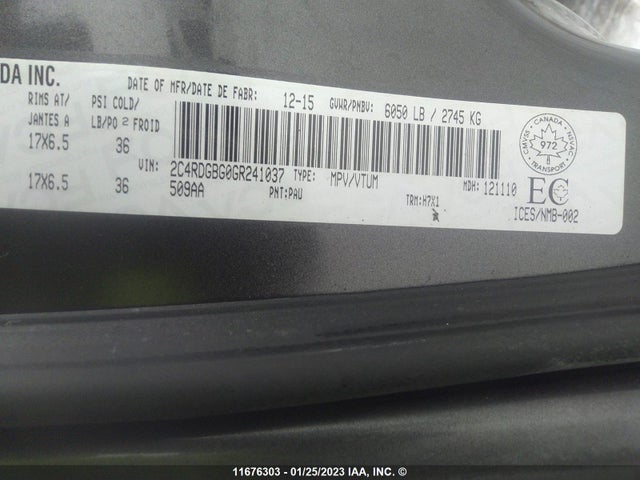 DA INC.
DATE OF MFR/DATE DE FABR: 12-15 GVWR/PNBV: 6050 LB / 2745 KG
RIMS AT/ PSI COLD/
JANTES A LB/PO² FROID
17X6.5 36
VIN: 2C4RDGBG0GR241037 TYPE: MPV/VTUM MDH: 121110
17X6.5 36 509AA PNT:PAU TRM:H7X1
CMVSS CANADA NSVAC
972
TRANSPORT
EC
ICES/NMB-002
11676303 - 01/25/2023 IAA, INC. ©